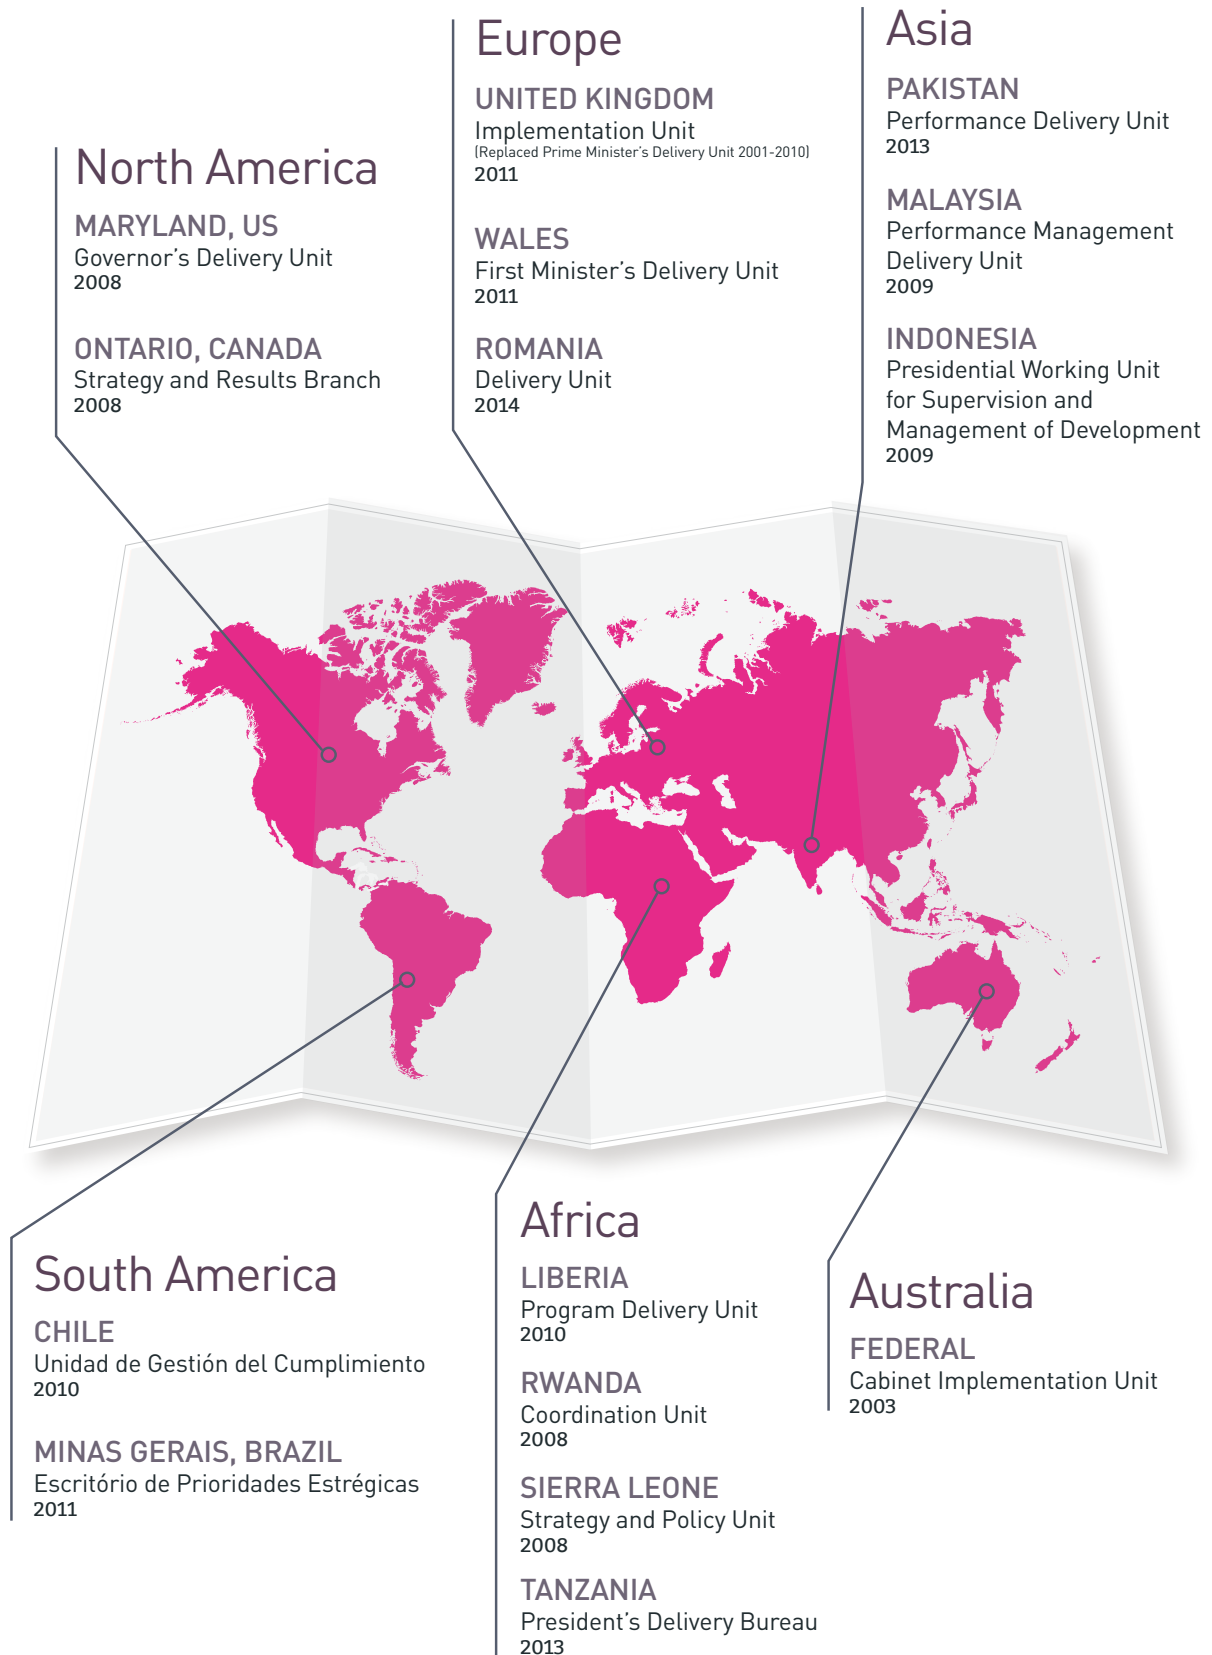 North America
MARYLAND, US
Governor's Delivery Unit
2008
ONTARIO, CANADA
Strategy and Results Branch
2008
Europe
UNITED KINGDOM
Implementation Unit
(Replaced Prime Minister's Delivery Unit 2001-2010)
2011
WALES
First Minister's Delivery Unit
2011
ROMANIA
Delivery Unit
2014
Asia
PAKISTAN
Performance Delivery Unit
2013
MALAYSIA
Performance Management
Delivery Unit
2009
INDONESIA
Presidential Working Unit
for Supervision and
Management of Development
2009
South America
CHILE
Unidad de Gestión del Cumplimiento
2010
MINAS GERAIS, BRAZIL
Escritório de Prioridades Estrégicas
2011
Africa
LIBERIA
Program Delivery Unit
2010
RWANDA
Coordination Unit
2008
SIERRA LEONE
Strategy and Policy Unit
2008
TANZANIA
President's Delivery Bureau
2013
Australia
FEDERAL
Cabinet Implementation Unit
2003